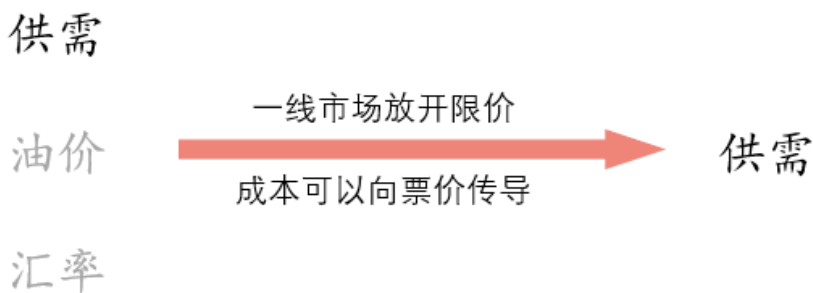 供需
一线市场放开限价
油价
供需
成本可以向票价传导
汇率